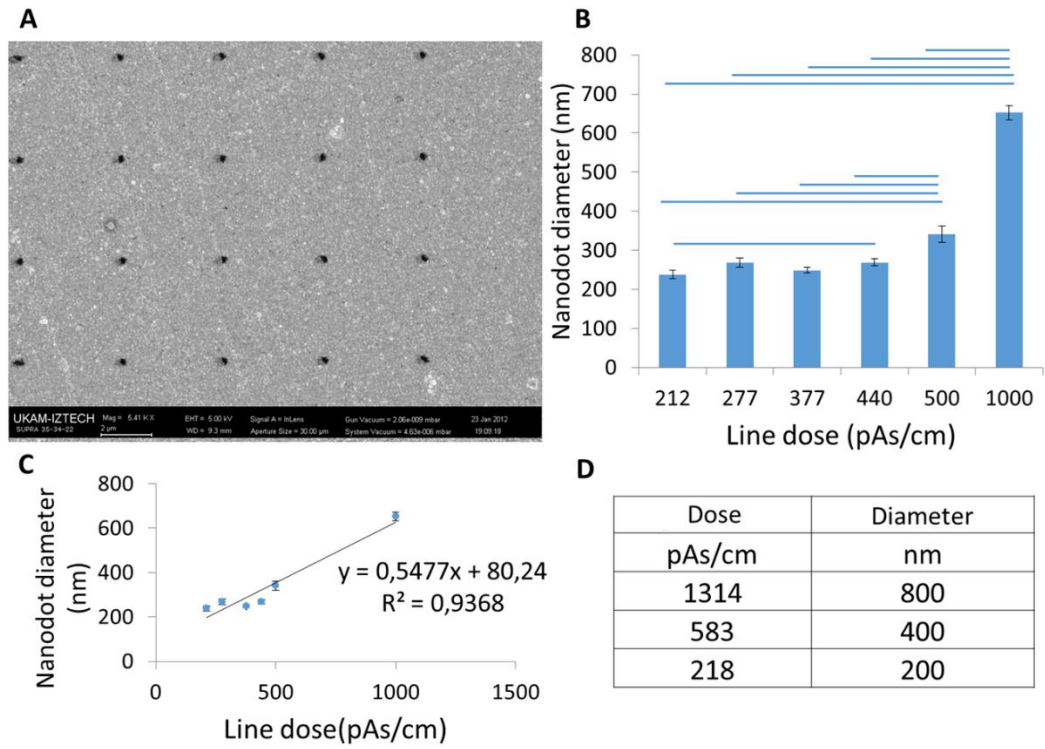 A
UKAM-IZTECH
SUPRA 35-34-22
Mag = 5.41 K X
2 µm
EHT = 5.00 kV
WD = 9.3 mm
Signal A = InLens
Aperture Size = 30.00 µm
Gun Vacuum = 2.06e-009 mbar
System Vacuum = 4.63e-006 mbar
23 Jan 2012
19:09:18
B
Nanodot diameter (nm)
800
700
600
500
400
300
200
100
0
212 277 377 440 500 1000
Line dose (pAs/cm)
C
Nanodot diameter
(nm)
800
600
400
200
0
y = 0,5477x + 80,24
R² = 0,9368
0 500 1000 1500
Line dose(pAs/cm)
D
Dose Diameter
pAs/cm nm
1314 800
583 400
218 200